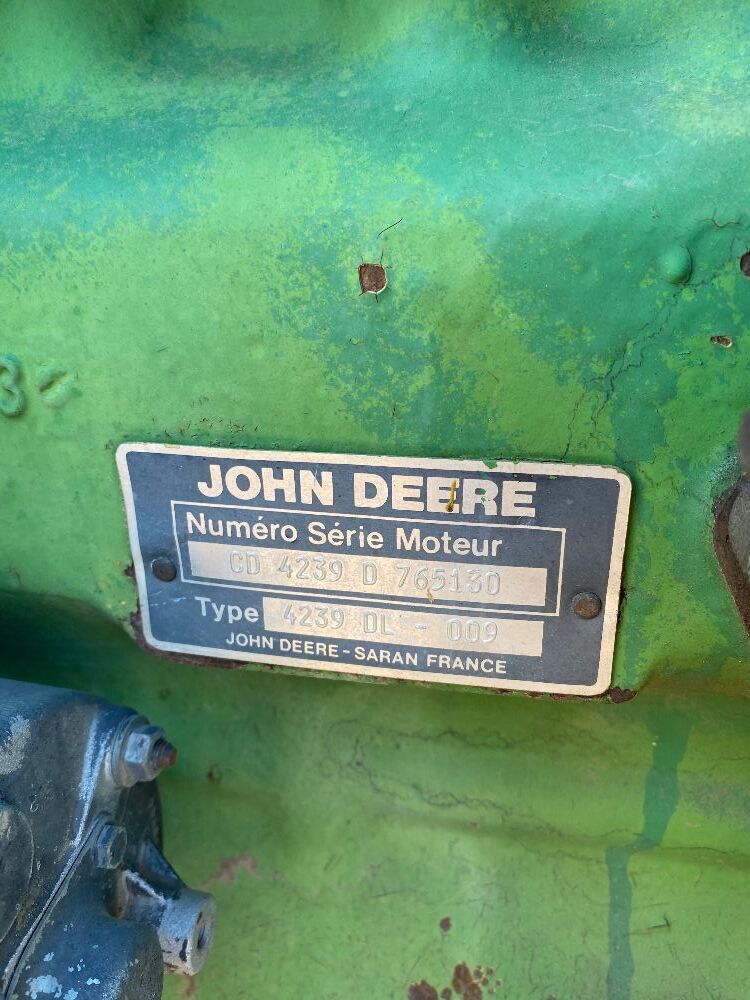 JOHN DEERE
Numéro Série Moteur
CD 4239 D 765130
Type 4239 DL - 009
JOHN DEERE - SARAN FRANCE